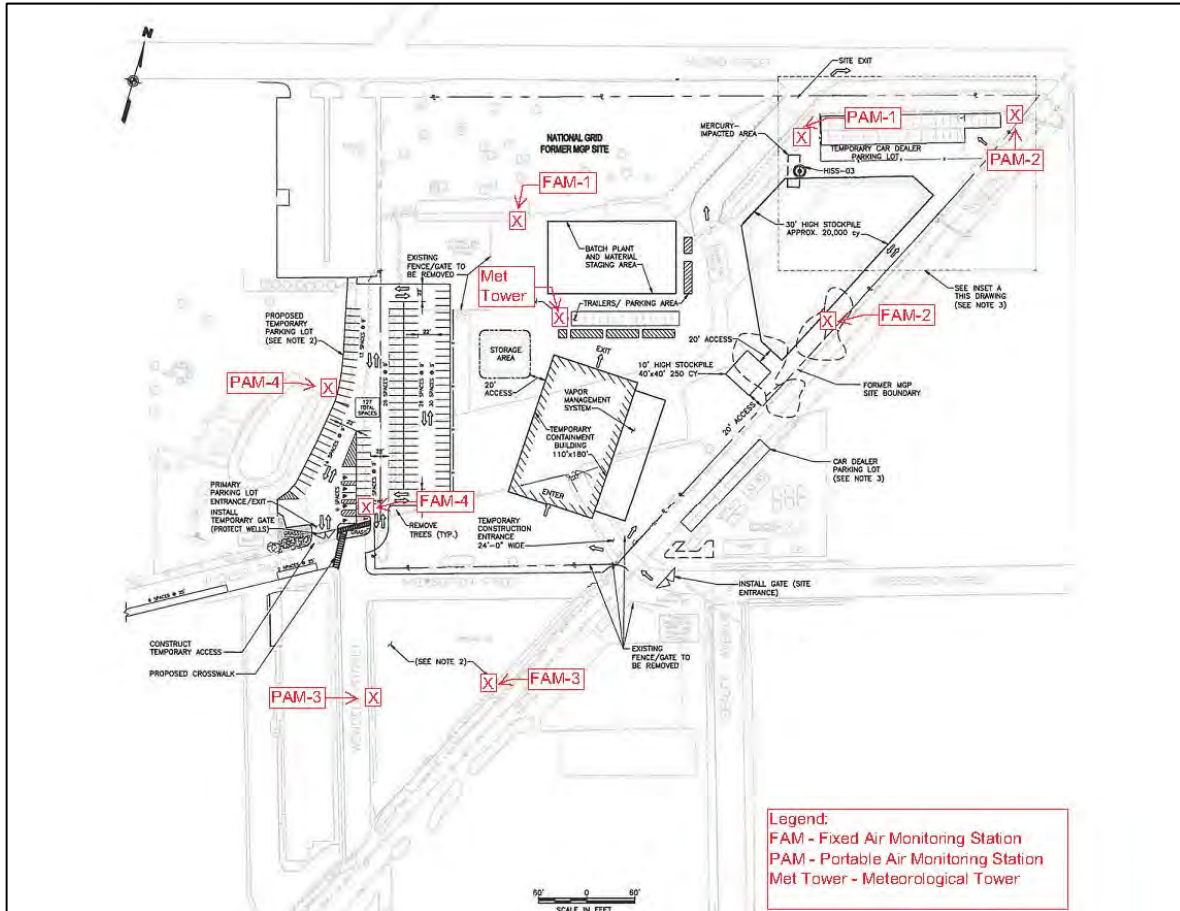 N
SITE EXIT
SECOND STREET
PAM-1
MERCURY-
IMPACTED AREA
NATIONAL GRID
FORMER MGP SITE
TEMPORARY CAR DEALER
PARKING LOT
PAM-2
HISS-03
FAM-1
30' HIGH STOCKPILE
APPROX. 20,000 cy
BATCH PLANT
AND MATERIAL
STAGING AREA
EXISTING
FENCE/GATE TO
BE REMOVED
Met
Tower
TRAILERS/ PARKING AREA
SEE INSET A
THIS DRAWING
(SEE NOTE 3)
PROPOSED
TEMPORARY
PARKING LOT
(SEE NOTE 2)
FAM-2
20' ACCESS
STORAGE
AREA
EXIT
10' HIGH STOCKPILE
40'x40' 250 CY
PAM-4
20'
ACCESS
VAPOR
MANAGEMENT
SYSTEM
FORMER MGP
SITE BOUNDARY
127
TOTAL
SPACES
20' ACCESS
TEMPORARY
CONTAINMENT
BUILDING
110'x180'
CAR DEALER
PARKING LOT
(SEE NOTE 3)
PRIMARY
PARKING LOT
ENTRANCE/EXIT
INSTALL
TEMPORARY GATE
(PROTECT WELLS)
FAM-4
ENTER
REMOVE
TREES (TYP.)
TEMPORARY
CONSTRUCTION
ENTRANCE
24'-0" WIDE
INSTALL GATE (SITE
ENTRANCE)
6 SPACES @ 25'
CONSTRUCT
TEMPORARY ACCESS
PROPOSED CROSSWALK
(SEE NOTE 2)
EXISTING
FENCE/GATE TO
BE REMOVED
FAM-3
PAM-3
Legend:
FAM - Fixed Air Monitoring Station
PAM - Portable Air Monitoring Station
Met Tower - Meteorological Tower
60' 0 60'
SCALE IN FEET